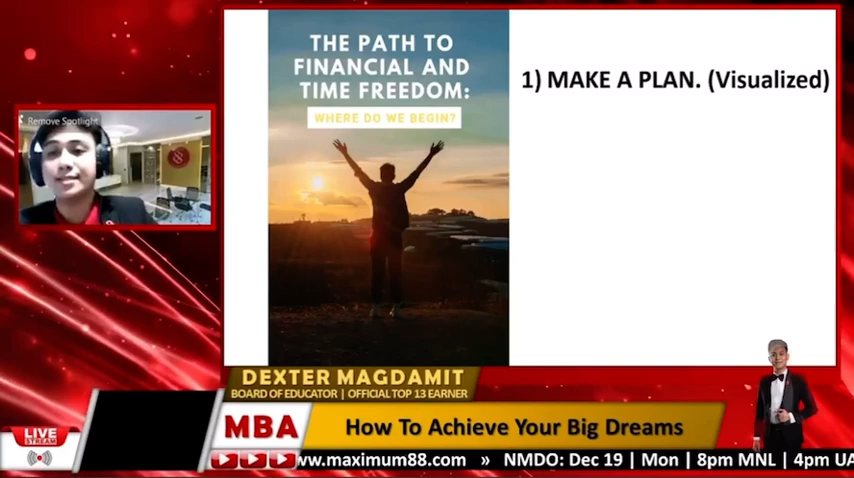 THE PATH TO
FINANCIAL AND
TIME FREEDOM:
WHERE DO WE BEGIN?
1) MAKE A PLAN. (Visualized)
Remove Spotlight
DEXTER MAGDAMIT
BOARD OF EDUCATOR | OFFICIAL TOP 13 EARNER
MBA
How To Achieve Your Big Dreams
LIVE
STREAM
www.maximum88.com » NMDO: Dec 19 | Mon | 8pm MNL | 4pm UA